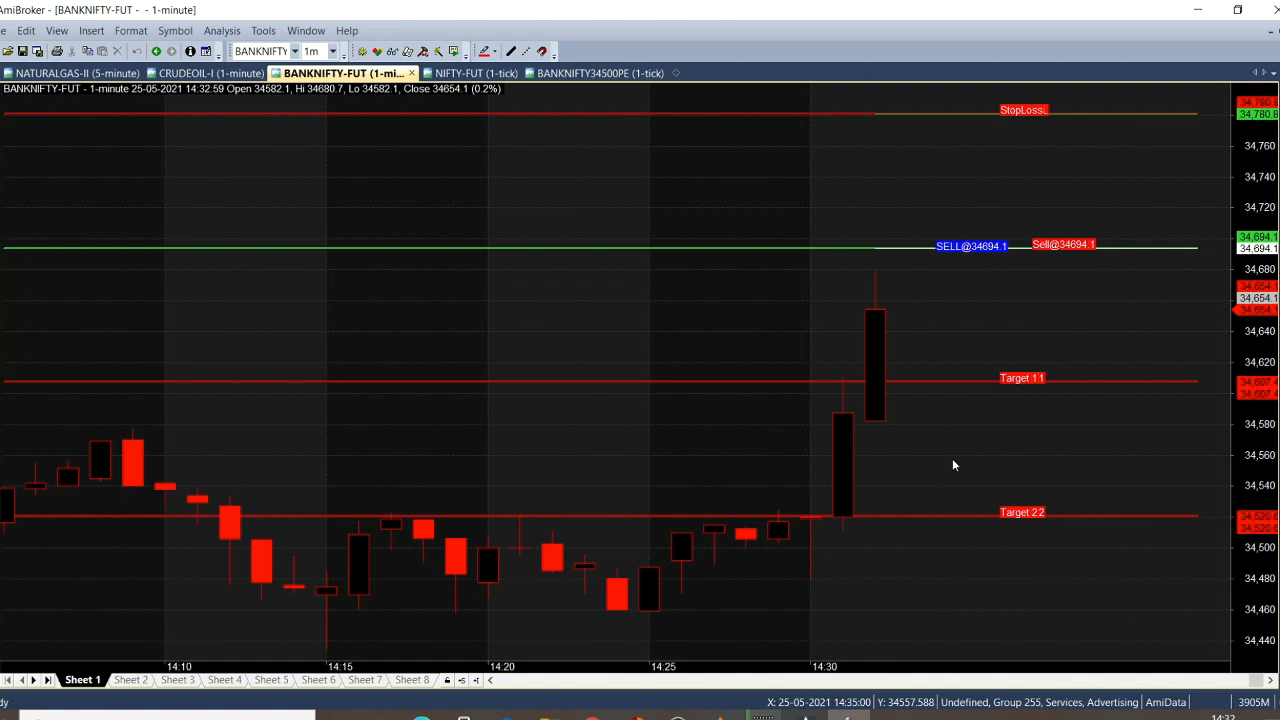 AmiBroker - [BANKNIFTY-FUT - - 1-minute]
Edit View Insert Format Symbol Analysis Tools Window Help
BANKNIFTY 1m
NATURALGAS-II (5-minute) CRUDEOIL-I (1-minute) BANKNIFTY-FUT (1-mi... × NIFTY-FUT (1-tick) BANKNIFTY34500PE (1-tick)
BANKNIFTY-FUT - 1-minute 25-05-2021 14:32:59 Open 34582.1, Hi 34680.7, Lo 34582.1, Close 34654.1 (0.2%)
StopLoss:
34,780.8
34,780.8
34,760
34,740
34,720
34,694.1
SELL@34694.1 Sell@34694.1 34,694.1
34,680
34,654.1
34,654.1
34,654.1
34,640
34,620
Target 11 34,607.4
34,607.4
34,580
34,560
34,540
Target 22 34,520.6
34,520.6
34,500
34,480
34,460
34,440
14:10 14:15 14:20 14:25 14:30
Sheet 1 Sheet 2 Sheet 3 Sheet 4 Sheet 5 Sheet 6 Sheet 7 Sheet 8
dy X: 25-05-2021 14:35:00 Y: 34557.588 Undefined, Group 255, Services, Advertising AmiData 3905M